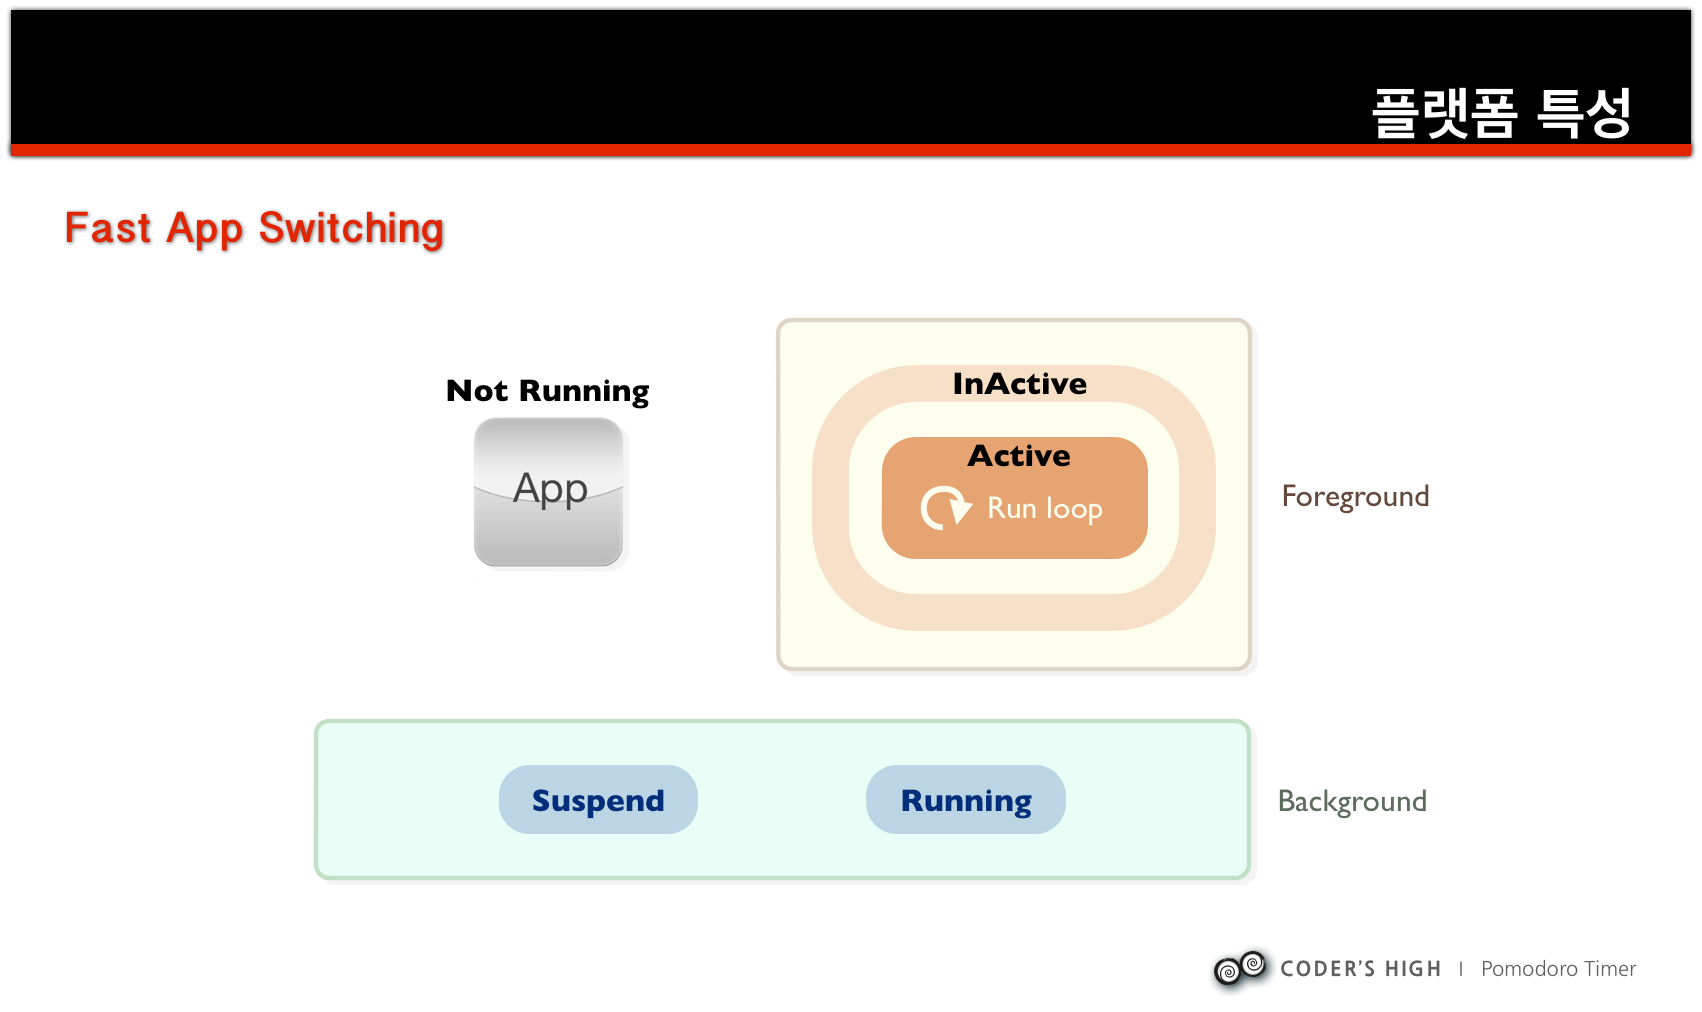 플랫폼 특성
Fast App Switching
Not Running
App
InActive
Active
Run loop
Foreground
Suspend
Running
Background
CODER'S HIGH | Pomodoro Timer